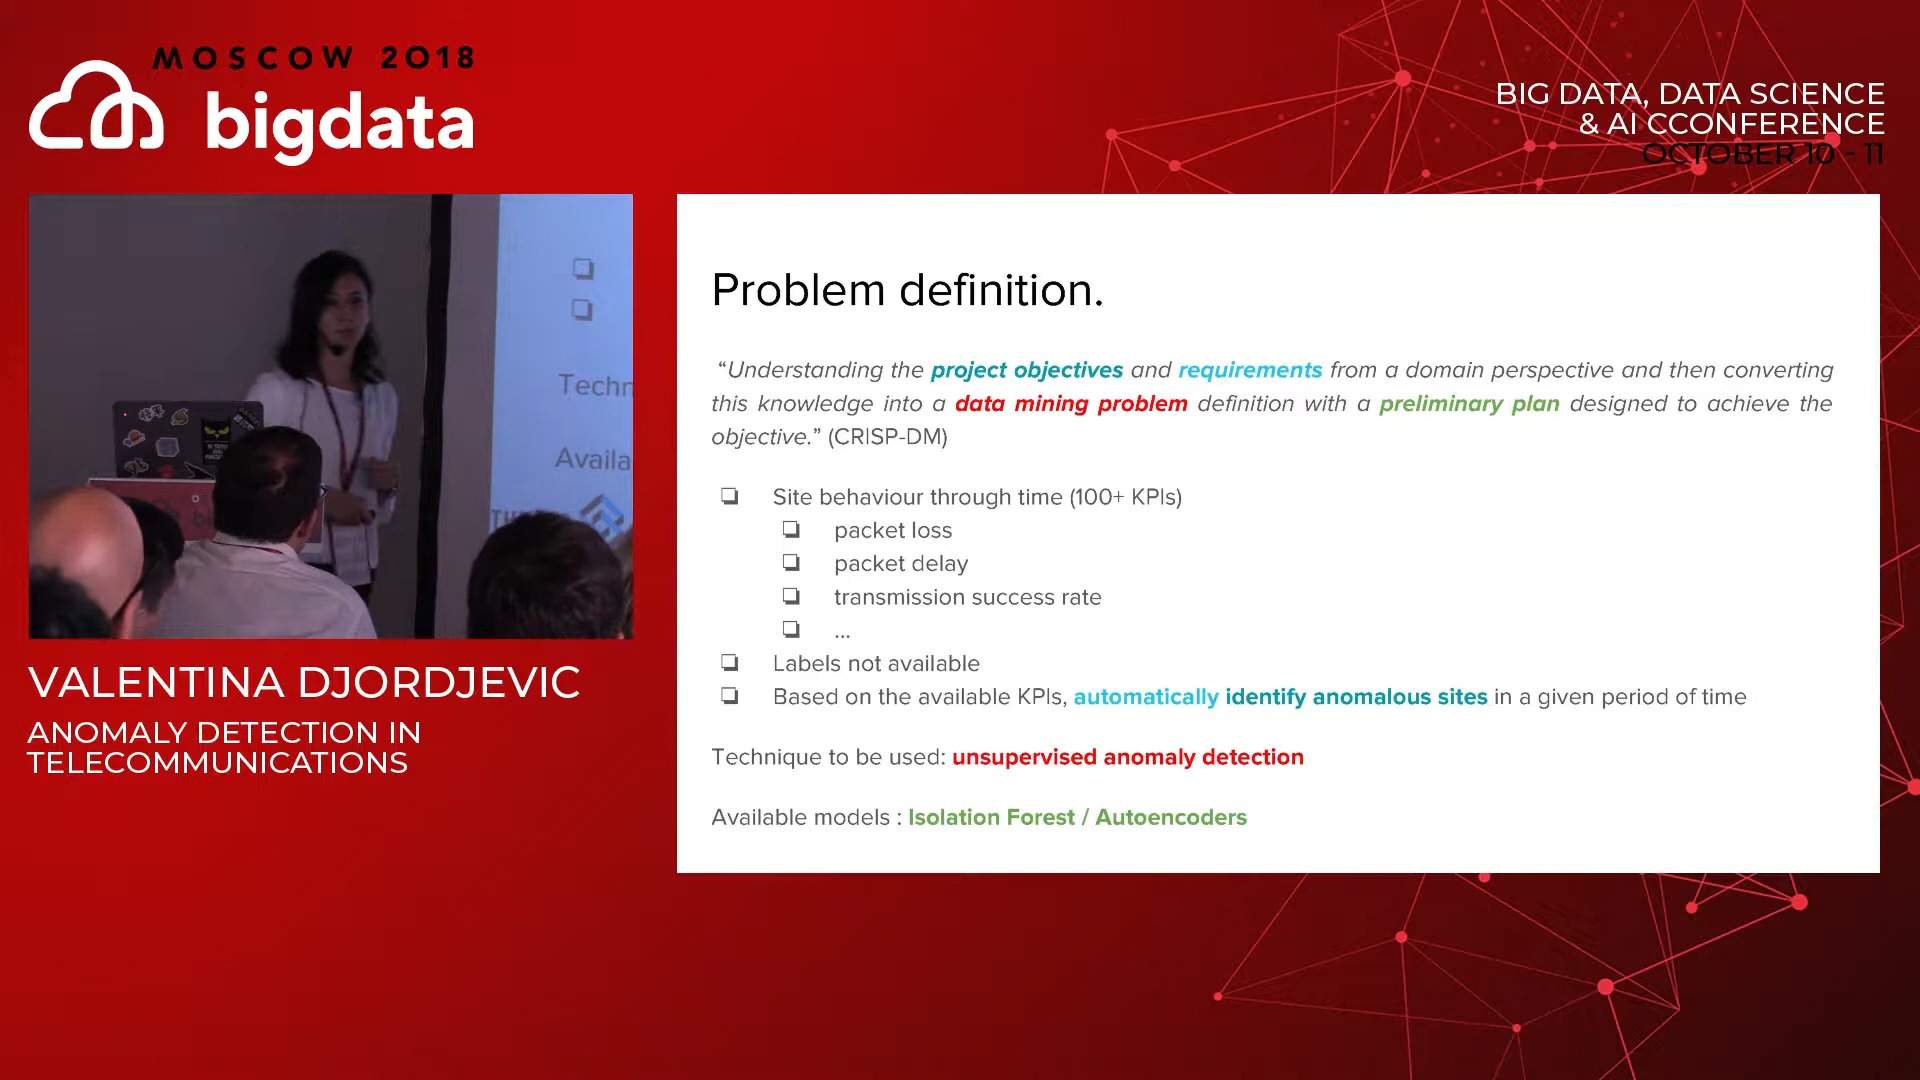 MOSCOW 2018
bigdata
BIG DATA, DATA SCIENCE
& AI CCONFERENCE
OCTOBER 10 - 11
Techn
Availa
VALENTINA DJORDJEVIC
ANOMALY DETECTION IN
TELECOMMUNICATIONS
Problem definition.
“Understanding the project objectives and requirements from a domain perspective and then converting
this knowledge into a data mining problem definition with a preliminary plan designed to achieve the
objective.” (CRISP-DM)
❏ Site behaviour through time (100+ KPIs)
❏ packet loss
❏ packet delay
❏ transmission success rate
❏ ...
❏ Labels not available
❏ Based on the available KPIs, automatically identify anomalous sites in a given period of time
Technique to be used: unsupervised anomaly detection
Available models : Isolation Forest / Autoencoders